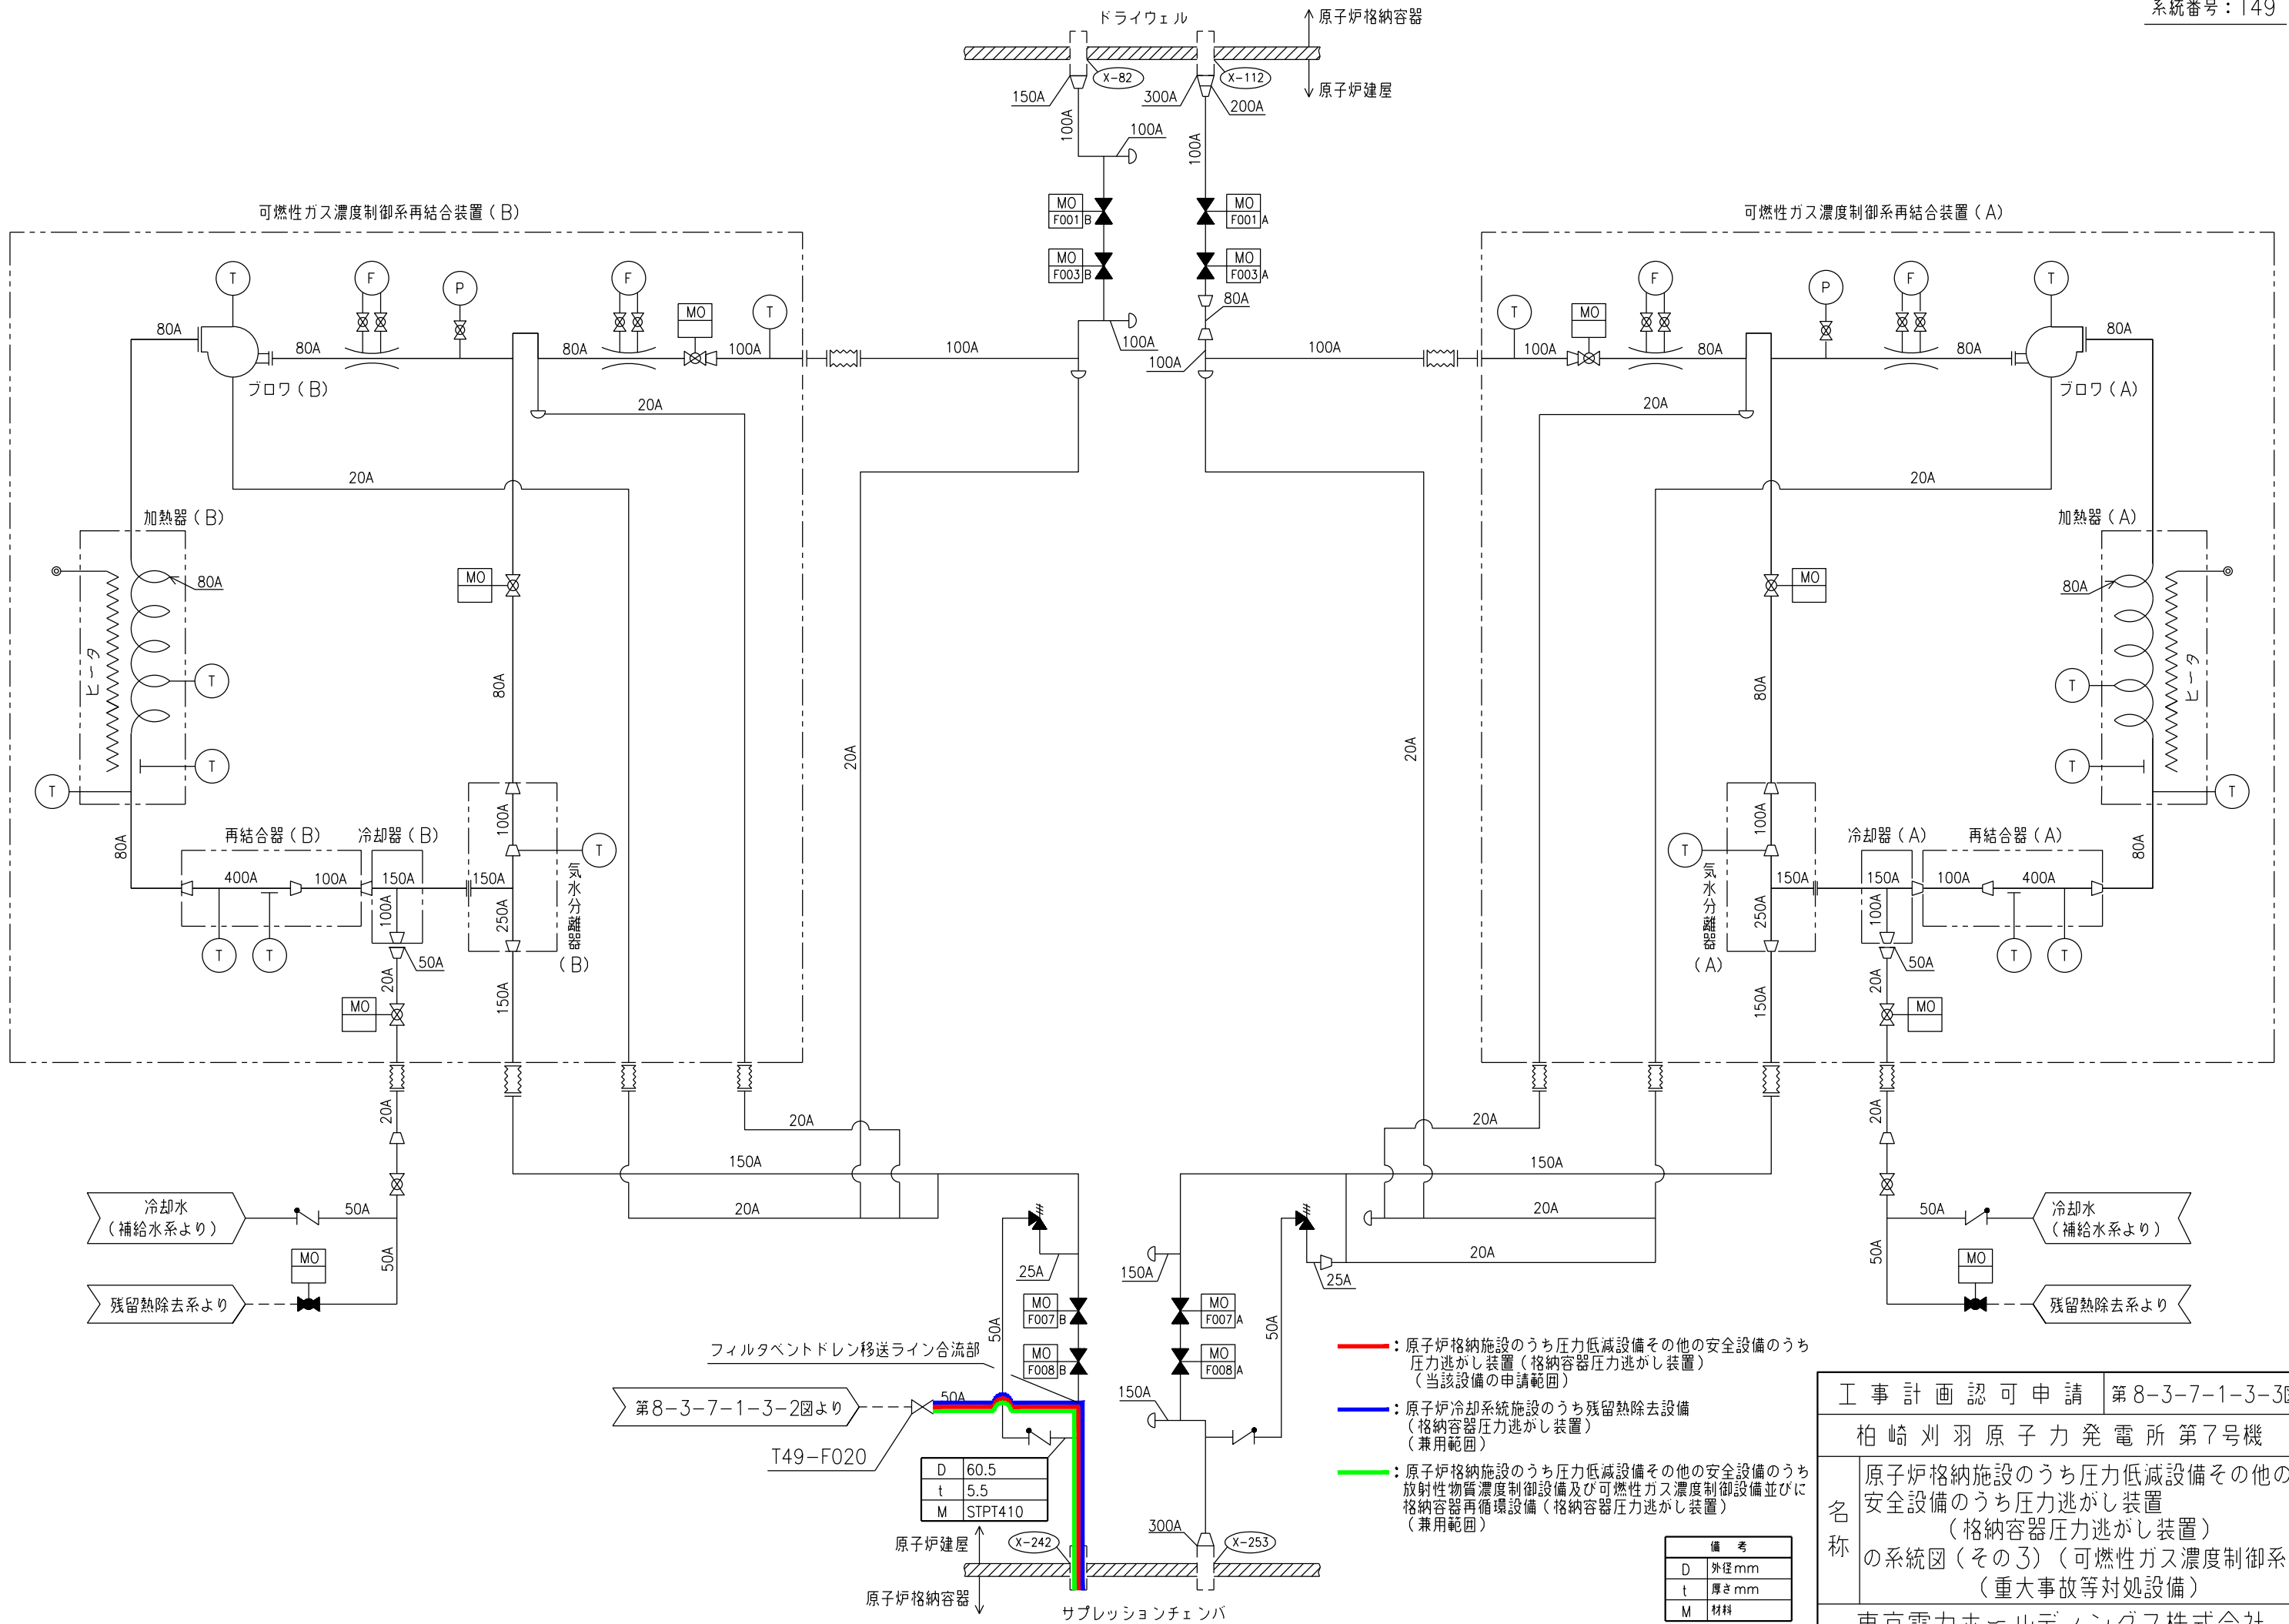 系統番号：T49
ドライウェル
原子炉格納容器
原子炉建屋
X-82
X-112
150A
300A
200A
100A
100A
100A
MO
F001 B
MO
F001 A
MO
F003 B
MO
F003 A
80A
100A
100A
可燃性ガス濃度制御系再結合装置（B）
T
F
P
F
MO
T
80A
80A
80A
100A
100A
ブロワ（B）
20A
20A
加熱器（B）
80A
ヒータ
T
T
T
MO
80A
80A
再結合器（B）
冷却器（B）
400A
100A
150A
150A
100A
100A
250A
T
気水分離器
（B）
T
T
50A
20A
MO
150A
20A
20A
150A
20A
20A
冷却水
（補給水系より）
50A
MO
50A
残留熱除去系より
可燃性ガス濃度制御系再結合装置（A）
T
MO
F
P
F
T
100A
100A
80A
80A
80A
ブロワ（A）
20A
20A
加熱器（A）
80A
ヒータ
T
T
T
MO
80A
80A
再結合器（A）
冷却器（A）
100A
400A
150A
150A
100A
100A
250A
T
気水分離器
（A）
T
T
50A
20A
MO
150A
20A
20A
20A
150A
20A
20A
冷却水
（補給水系より）
50A
MO
50A
残留熱除去系より
25A
150A
25A
50A
50A
MO
F007 B
MO
F007 A
MO
F008 B
MO
F008 A
フィルタベントドレン移送ライン合流部
第8-3-7-1-3-2図より
50A
T49-F020
150A
D 60.5
t 5.5
M STPT410
300A
X-242
X-253
原子炉建屋
原子炉格納容器
サプレッションチェンバ
：原子炉格納施設のうち圧力低減設備その他の安全設備のうち
圧力逃がし装置（格納容器圧力逃がし装置）
（当該設備の申請範囲）
：原子炉冷却系統施設のうち残留熱除去設備
（格納容器圧力逃がし装置）
（兼用範囲）
：原子炉格納施設のうち圧力低減設備その他の安全設備のうち
放射性物質濃度制御設備及び可燃性ガス濃度制御設備並びに
格納容器再循環設備（格納容器圧力逃がし装置）
（兼用範囲）
備考
D 外径mm
t 厚さmm
M 材料
工事計画認可申請 第8-3-7-1-3-3図
柏崎刈羽原子力発電所第7号機
名称
原子炉格納施設のうち圧力低減設備その他の
安全設備のうち圧力逃がし装置
（格納容器圧力逃がし装置）
の系統図（その3）（可燃性ガス濃度制御系
（重大事故等対処設備）
東京電力ホールディングス株式会社